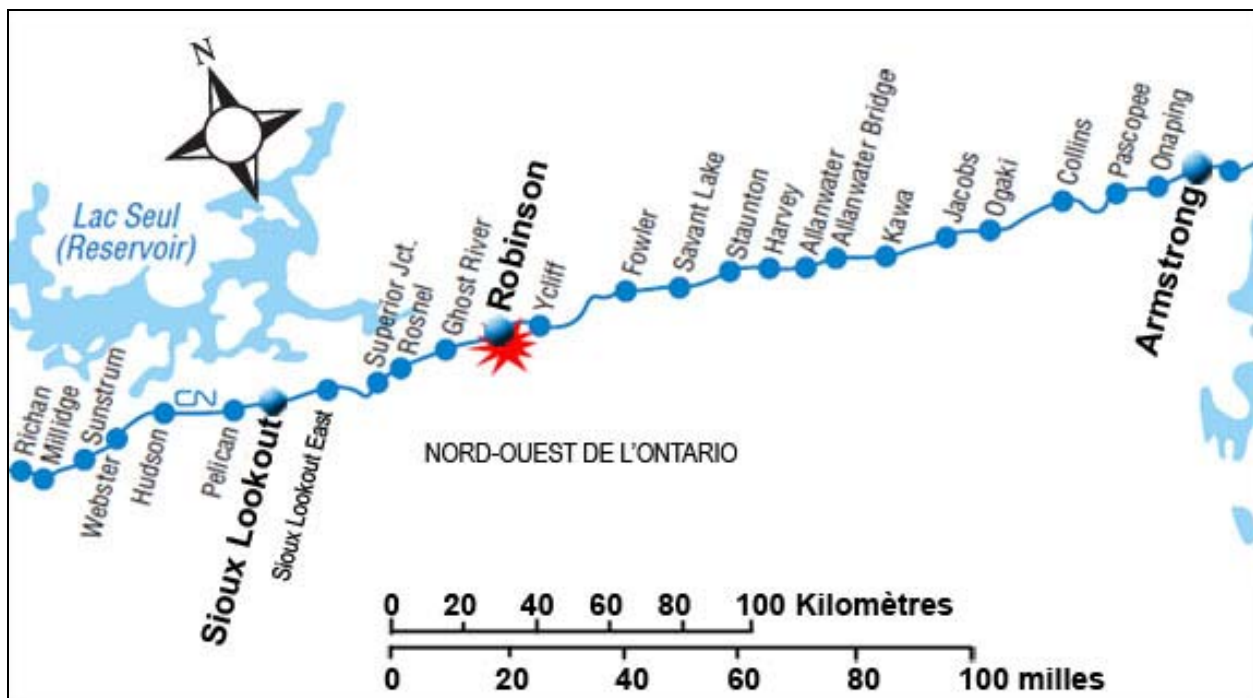 N
Lac Seul
(Reservoir)
Richan
Millidge
Sunstrum
Webster
Hudson
CN
Pelican
Sioux Lookout
Sioux Lookout East
Superior Jct.
Rosnel
Ghost River
Robinson
Ycliff
Fowler
Savant Lake
Staunton
Harvey
Allanwater
Allanwater Bridge
Kawa
Jacobs
Ogaki
Collins
Pascopee
Onaping
Armstrong
NORD-OUEST DE L'ONTARIO
0 20 40 60 80 100 Kilomètres
0 20 40 60 80 100 milles